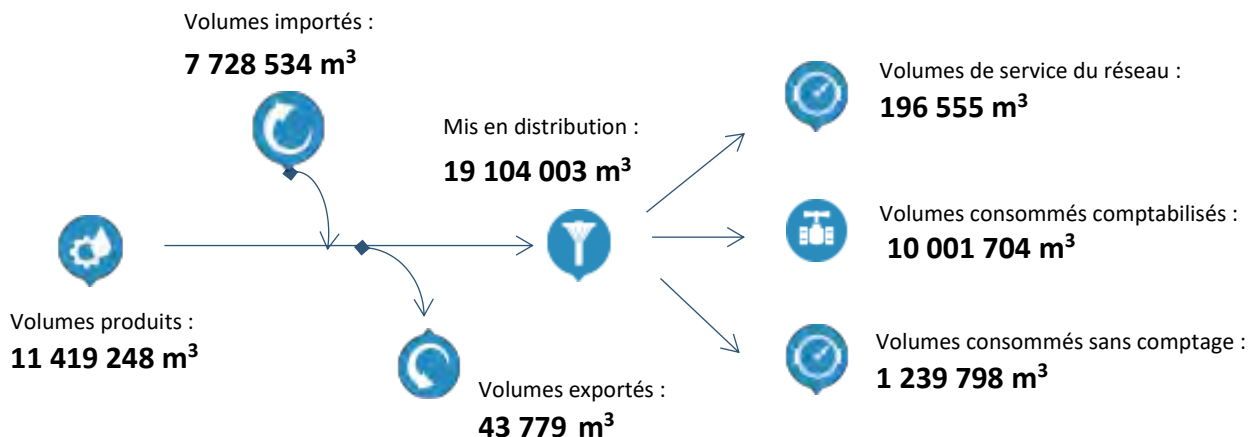 Volumes importés :
7 728 534 m³
Volumes de service du réseau :
196 555 m³
Mis en distribution :
19 104 003 m³
Volumes consommés comptabilisés :
10 001 704 m³
Volumes produits :
11 419 248 m³
Volumes consommés sans comptage :
1 239 798 m³
Volumes exportés :
43 779 m³